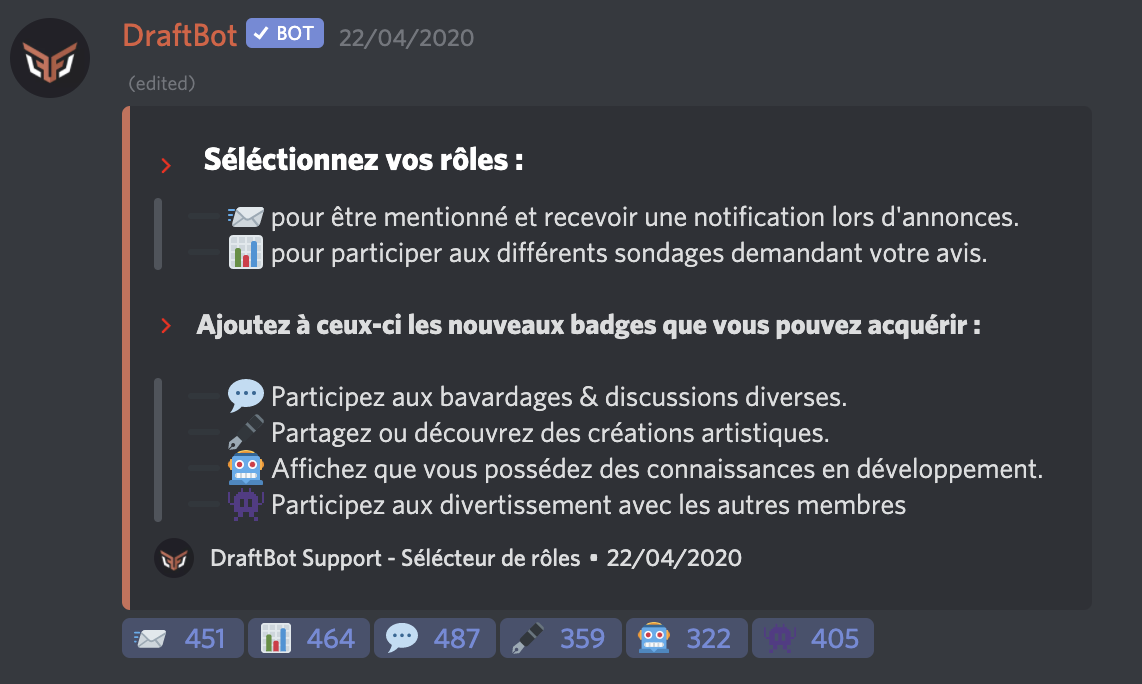 DraftBot ✓ BOT 22/04/2020
(edited)
Séléctionnez vos rôles :
pour être mentionné et recevoir une notification lors d'annonces.
pour participer aux différents sondages demandant votre avis.
Ajoutez à ceux-ci les nouveaux badges que vous pouvez acquérir :
Participez aux bavardages & discussions diverses.
Partagez ou découvrez des créations artistiques.
Affichez que vous possédez des connaissances en développement.
Participez aux divertissement avec les autres membres
DraftBot Support - Sélécteur de rôles • 22/04/2020
451 464 487 359 322 405